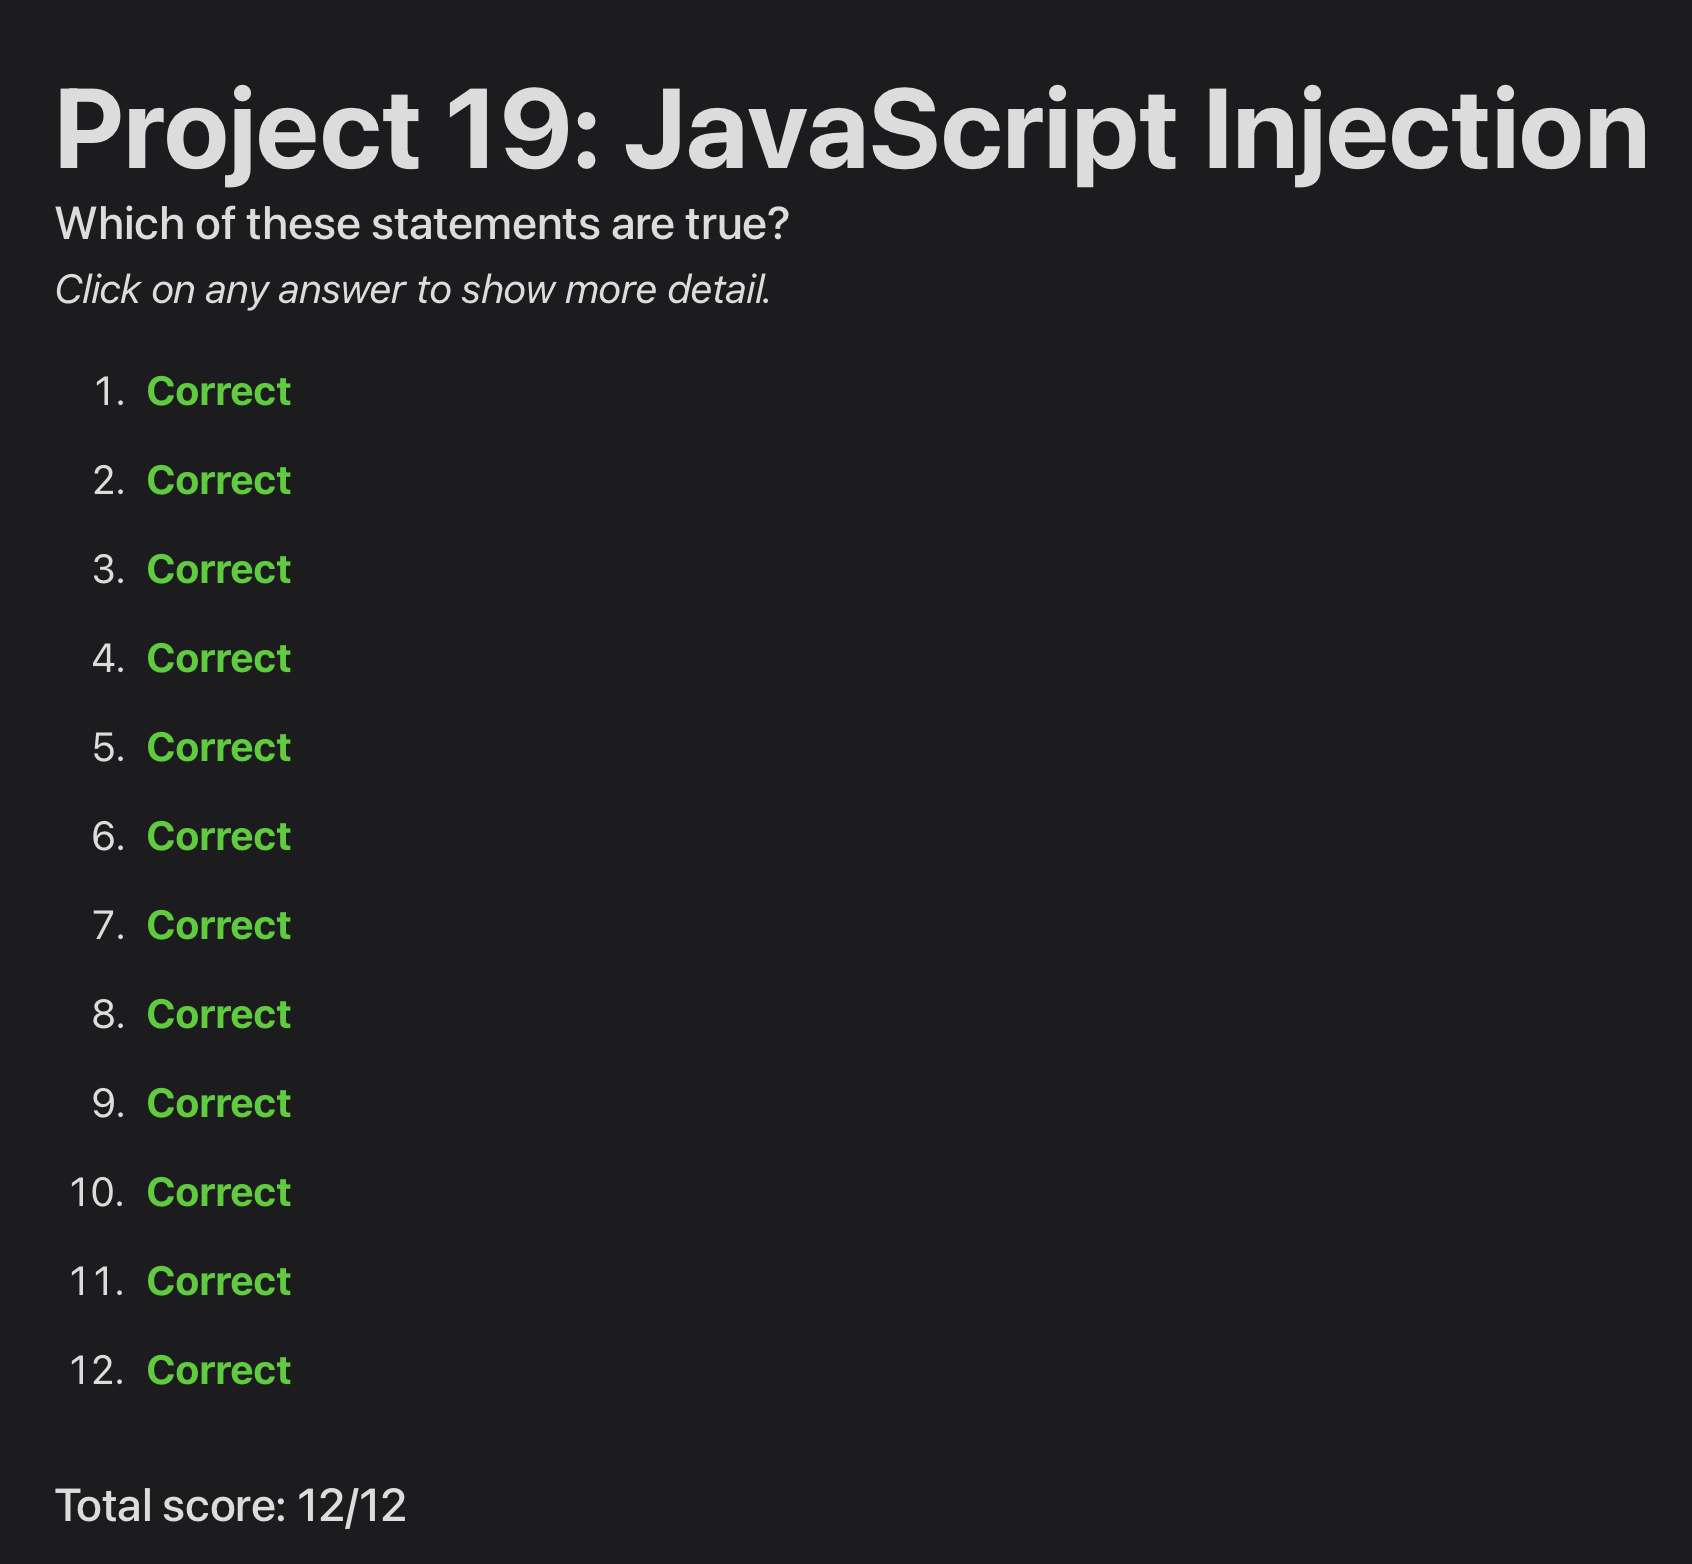 Project 19: JavaScript Injection
Which of these statements are true?
Click on any answer to show more detail.
1. Correct
2. Correct
3. Correct
4. Correct
5. Correct
6. Correct
7. Correct
8. Correct
9. Correct
10. Correct
11. Correct
12. Correct
Total score: 12/12